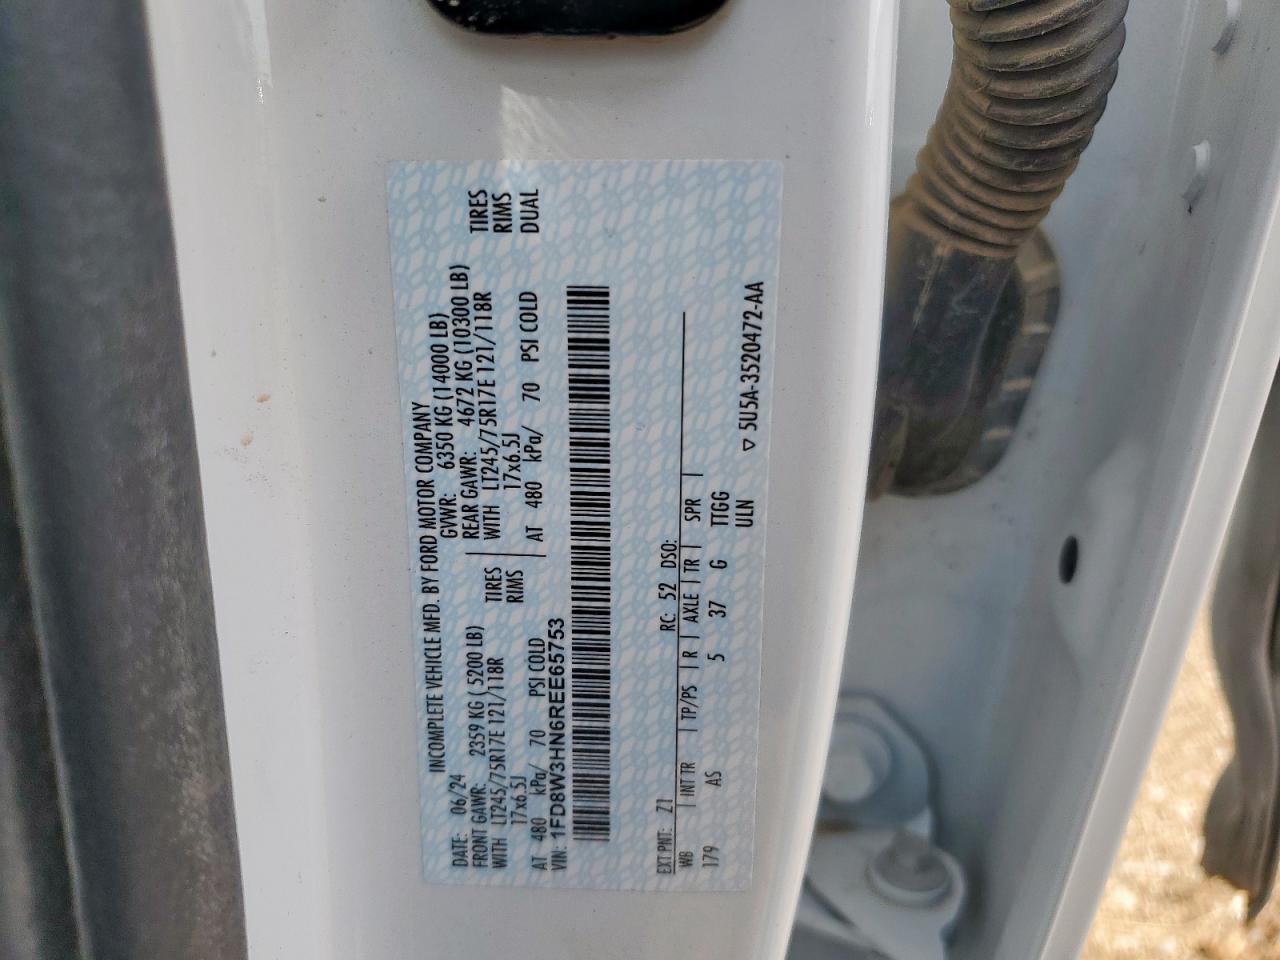 INCOMPLETE VEHICLE MFD. BY FORD MOTOR COMPANY
DATE: 06/24 GVWR: 6350 KG (14000 LB)
FRONT GAWR: 2359 KG ( 5200 LB) REAR GAWR: 4672 KG (10300 LB)
WITH LT245/75R17E 121/118R TIRES WITH LT245/75R17E 121/118R TIRES
17x6.5J RIMS 17x6.5J RIMS
AT 480 kPa/ 70 PSI COLD AT 480 kPa/ 70 PSI COLD DUAL
VIN: 1FD8W3HN6REE65753
EXT PNT: Z1 RC: 52 DSO:
WB INT TR TP/PS R AXLE TR SPR
179 AS 5 37 G TTGG
ULN
▽ 5U5A-3520472-AA